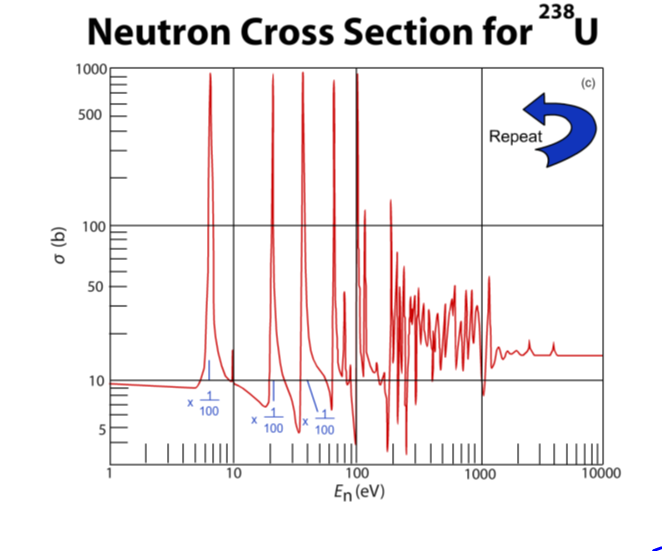 Neutron Cross Section for ²³⁸U
1000
(c)
500
Repeat
100
σ (b)
50
10
x 1/100
x 1/100
x 1/100
5
1
10
100
1000
10000
En (eV)